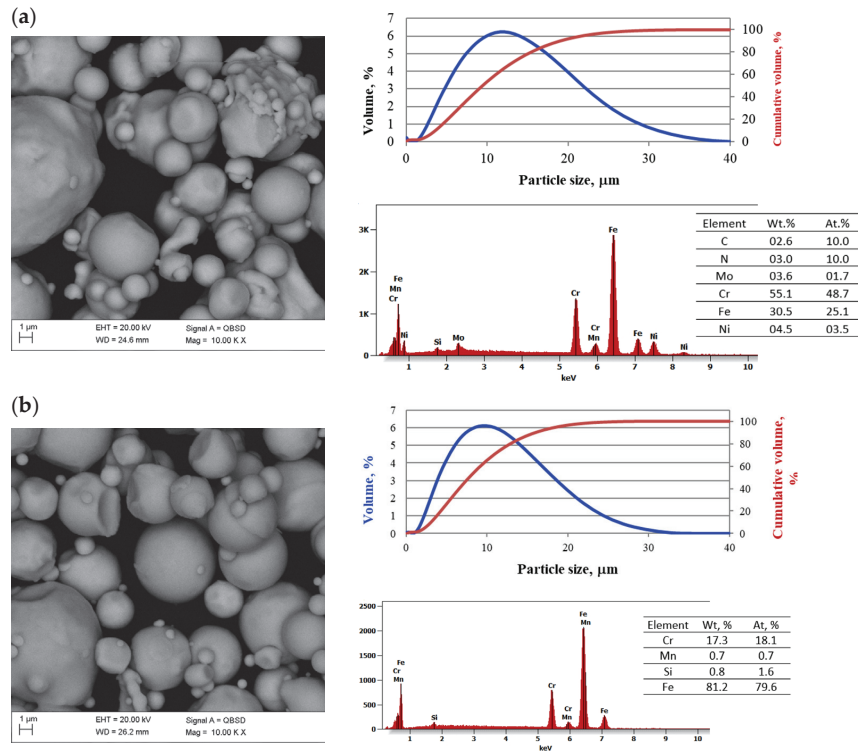 (a)
1 µm
EHT = 20.00 kV
Signal A = QBSD
WD = 24.6 mm
Mag = 10.00 K X
Volume, %
7
6
5
4
3
2
1
0
0 10 20 30 40
Particle size, µm
100
80
60
40
20
0
Cumulative volume, %
3K
2K
1K
0
Fe
Mn
Cr
Ni
Si
Mo
Cr
Cr
Mn
Fe
Fe
Ni
Ni
1 2 3 4 5 6 7 8 9 10
keV
Element Wt.% At.%
C 02.6 10.0
N 03.0 10.0
Mo 03.6 01.7
Cr 55.1 48.7
Fe 30.5 25.1
Ni 04.5 03.5
(b)
1 µm
EHT = 20.00 kV
Signal A = QBSD
WD = 26.2 mm
Mag = 10.00 K X
Volume, %
7
6
5
4
3
2
1
0
0 10 20 30 40
Particle size, µm
100
80
60
40
20
0
Cumulative volume,
%
2500
2000
1500
1000
500
0
Fe
Cr
Mn
Si
Cr
Cr
Mn
Fe
Mn
Fe
1 2 3 4 5 6 7 8 9 10
keV
Element Wt, % At, %
Cr 17.3 18.1
Mn 0.7 0.7
Si 0.8 1.6
Fe 81.2 79.6